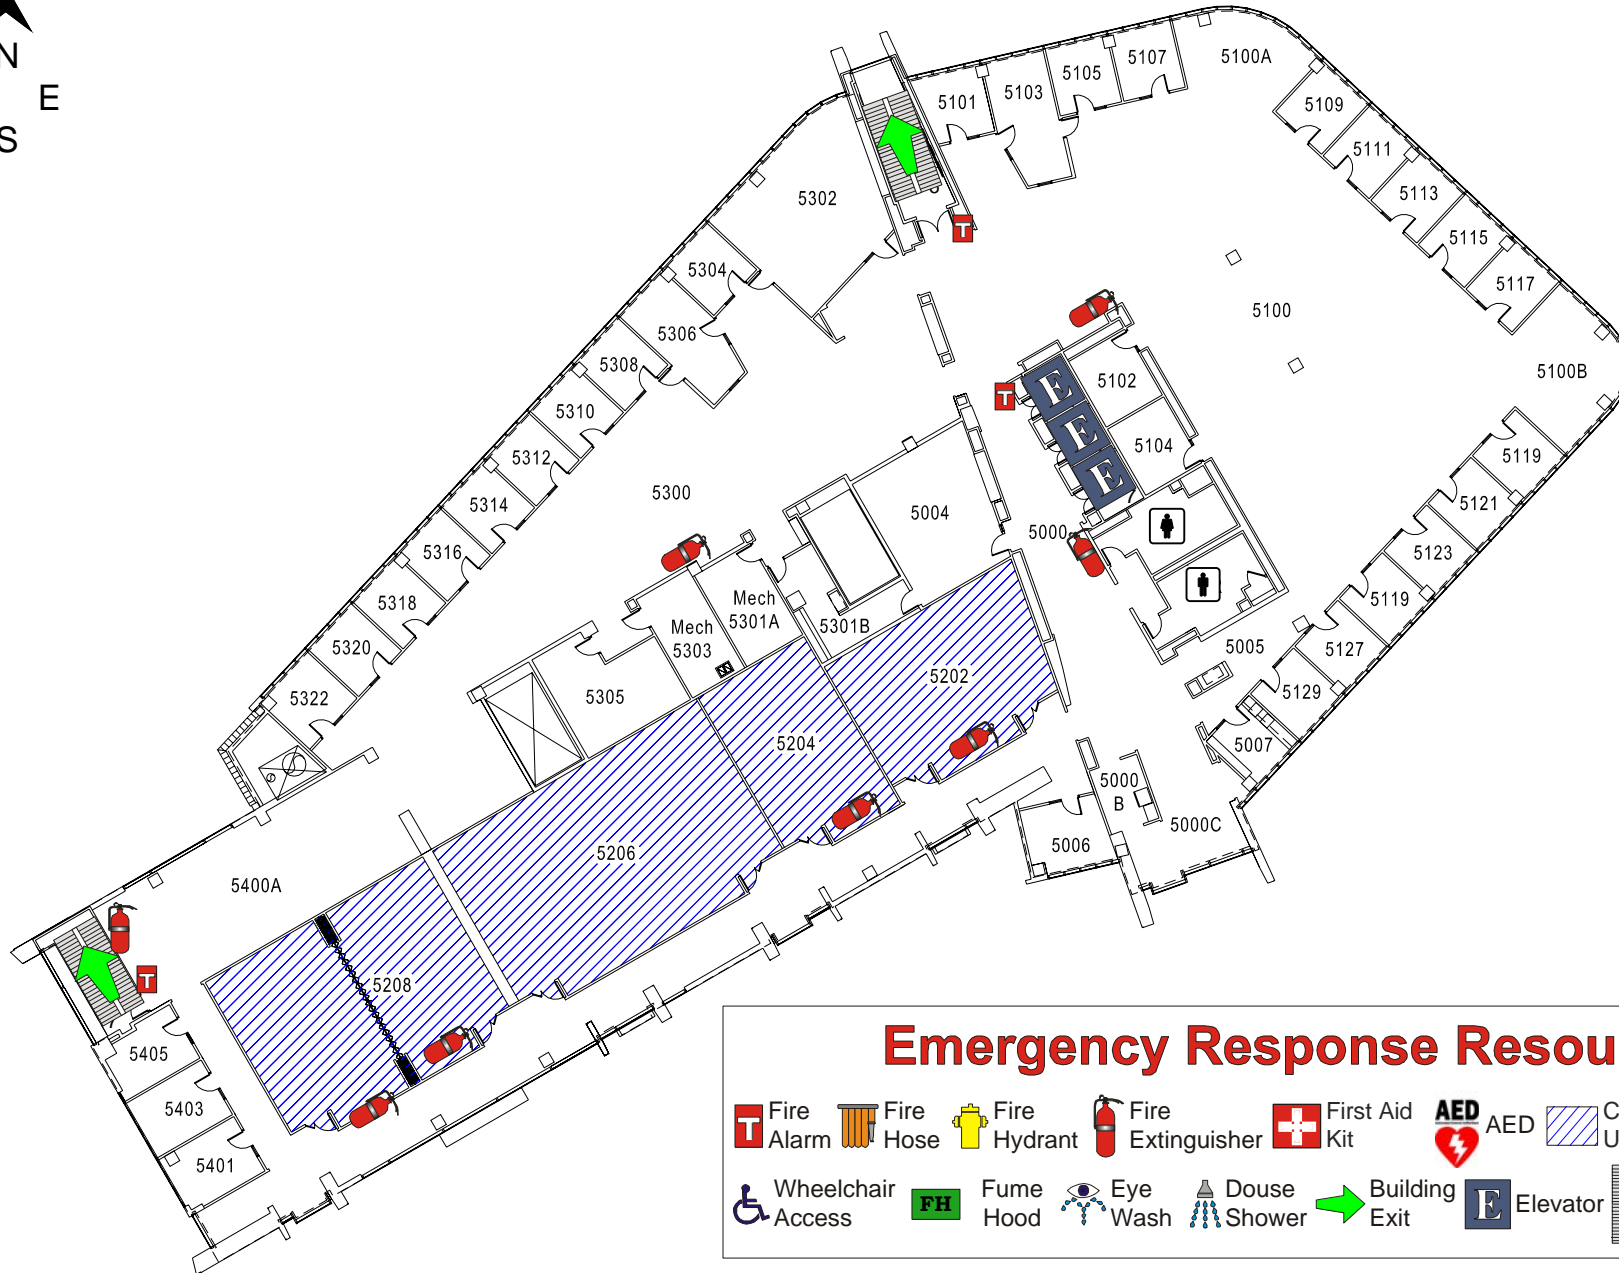 N
E
S
5100A
5107
5105
5103
5101
5109
5111
5113
5115
5117
5302
5304
5306
5308
5310
5312
5314
5316
5318
5320
5322
5100
5100B
5102
5104
E
E
E
T
T
5119
5121
5123
5119
5127
5129
5005
5007
5000
5004
5300
Mech
5301A
Mech
5303
5301B
5305
5202
5204
5206
5208
5000
B
5000C
5006
5400A
T
5405
5403
5401
Emergency Response Resou
T Fire
Alarm
Fire
Hose
Fire
Hydrant
Fire
Extinguisher
First Aid
Kit
AED
AED
C
U
Wheelchair
Access
FH
Fume
Hood
Eye
Wash
Douse
Shower
Building
Exit
E Elevator